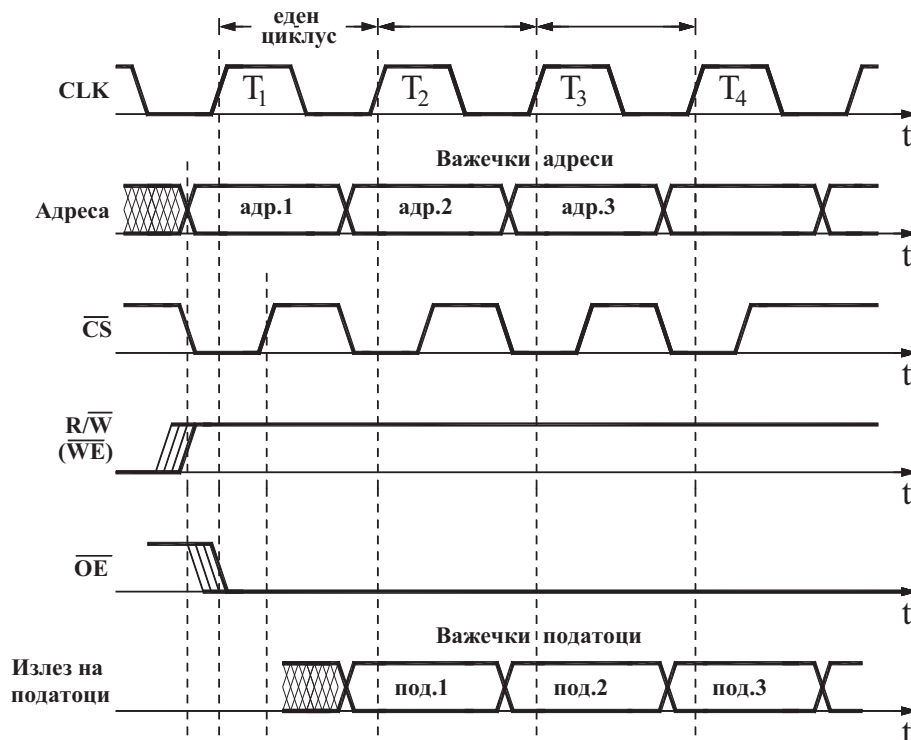 еден
циклус
CLK
T1
T2
T3
T4
t
Важечки адреси
Адреса
адр.1
адр.2
адр.3
t
CS
t
R/W
(WE)
t
OE
t
Важечки податоци
Излез на
податоци
под.1
под.2
под.3
t